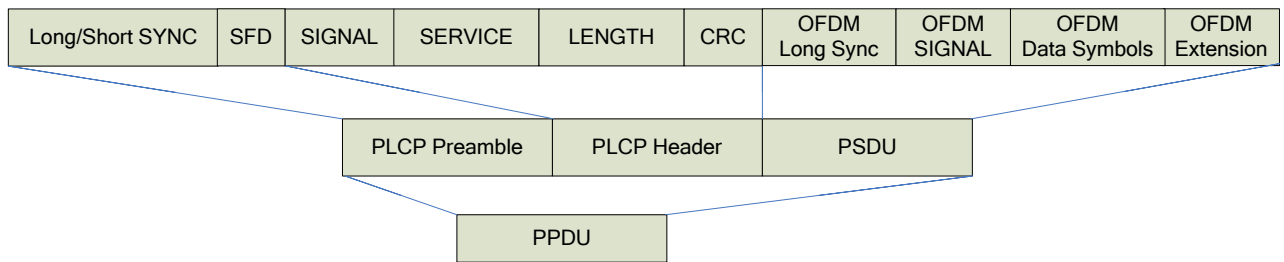 Long/Short SYNC
SFD
SIGNAL
SERVICE
LENGTH
CRC
OFDM
Long Sync
OFDM
SIGNAL
OFDM
Data Symbols
OFDM
Extension
PLCP Preamble
PLCP Header
PSDU
PPDU